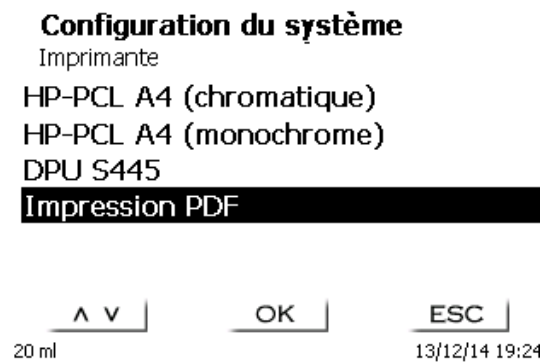 Configuration du système
Imprimante
HP-PCL A4 (chromatique)
HP-PCL A4 (monochrome)
DPU S445
Impression PDF
∧ ∨ OK ESC
20 ml 13/12/14 19:24